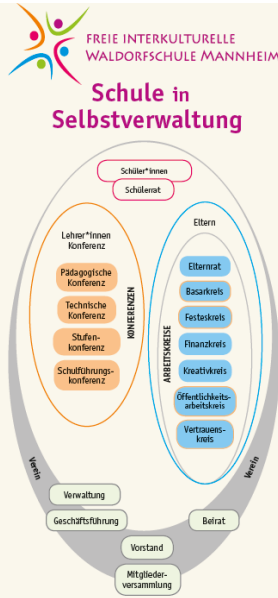 FREIE INTERKULTURELLE
WALDORFSCHULE MANNHEIM
Schule in
Selbstverwaltung
Schüler*innen
Schülerrat
Lehrer*innen
Konferenz
Pädagogische
Konferenz
Technische
Konferenz
Stufen-
konferenz
Schulführungs-
konferenz
KONFERENZEN
Eltern
ARBEITSKREISE
Elternrat
Basarkreis
Festeskreis
Finanzkreis
Kreativkreis
Öffentlichkeits-
arbeitskreis
Vertrauens-
kreis
Verein
Verein
Verwaltung
Geschäftsführung
Beirat
Vorstand
Mitglieder-
versammlung